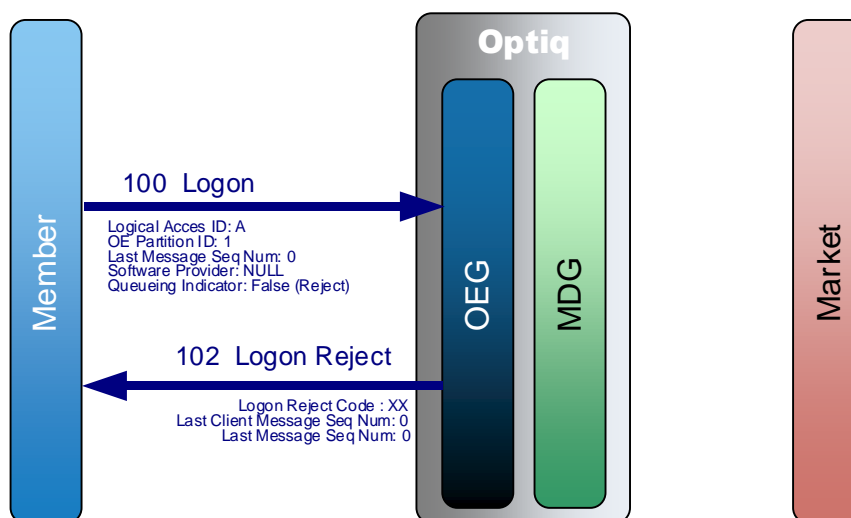 Optiq
100 Logon
Logical Acces ID: A
OE Partition ID: 1
Last Message Seq Num: 0
Software Provider: NULL
Queueing Indicator: False (Reject)
Member
OEG
MDG
Market
102 Logon Reject
Logon Reject Code : XX
Last Client Message Seq Num: 0
Last Message Seq Num: 0